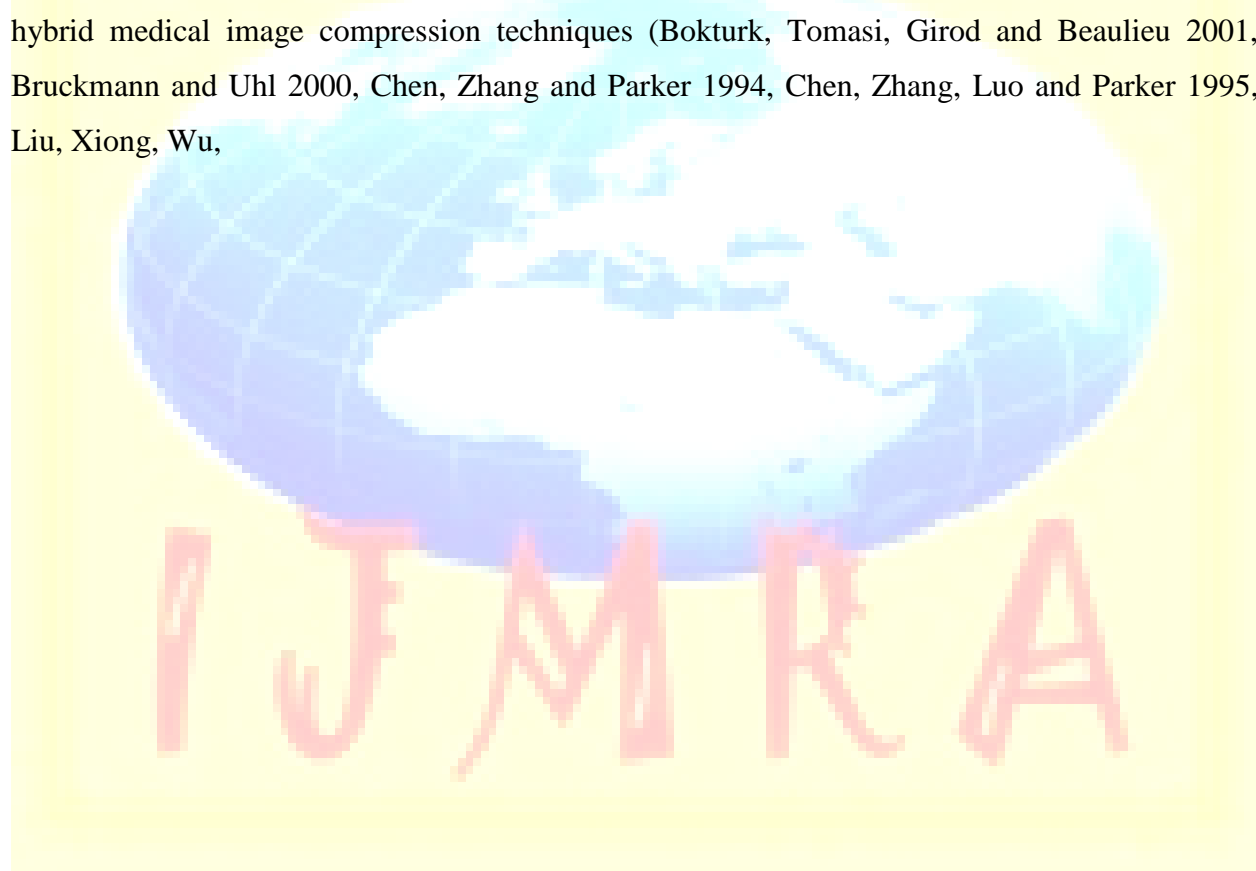 hybrid medical image compression techniques (Bokturk, Tomasi, Girod and Beaulieu 2001,
Bruckmann and Uhl 2000, Chen, Zhang and Parker 1994, Chen, Zhang, Luo and Parker 1995,
Liu, Xiong, Wu,
IJMRA